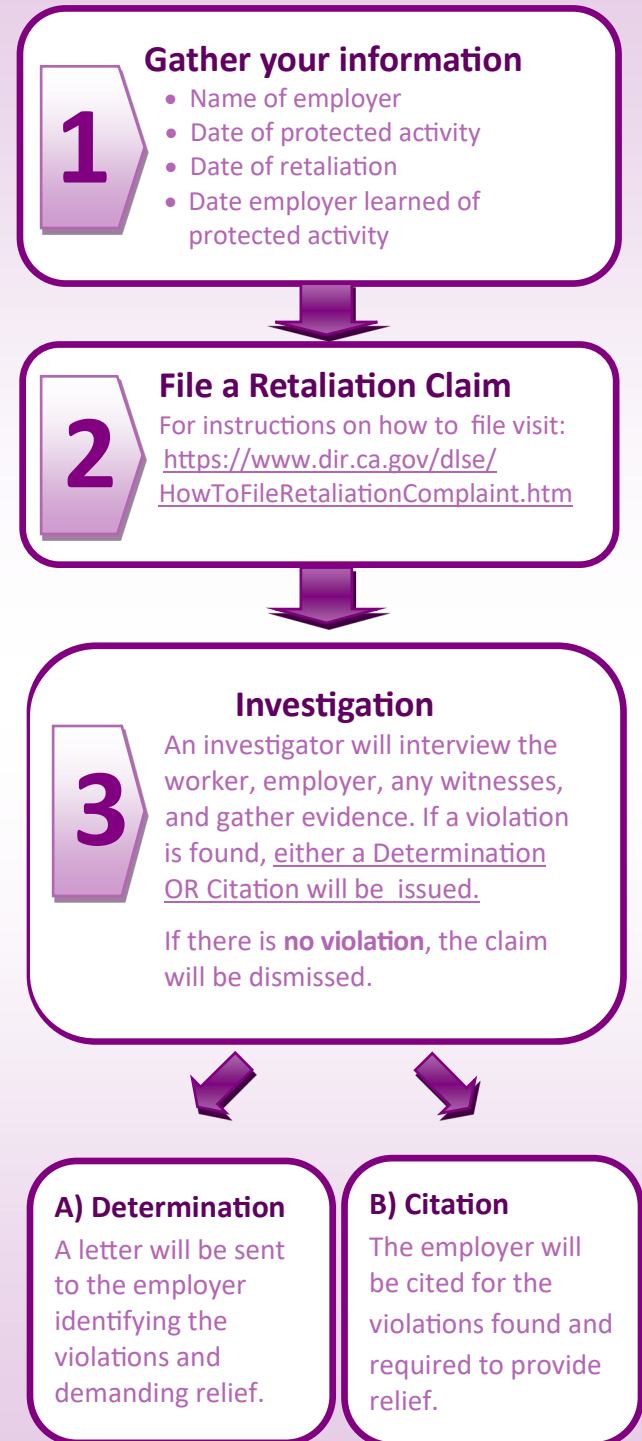 Gather your information
1
• Name of employer
• Date of protected activity
• Date of retaliation
• Date employer learned of
protected activity
File a Retaliation Claim
2
For instructions on how to file visit:
https://www.dir.ca.gov/dlse/
HowToFileRetaliationComplaint.htm
Investigation
3
An investigator will interview the
worker, employer, any witnesses,
and gather evidence. If a violation
is found, either a Determination
OR Citation will be issued.
If there is no violation, the claim
will be dismissed.
A) Determination
A letter will be sent
to the employer
identifying the
violations and
demanding relief.
B) Citation
The employer will
be cited for the
violations found and
required to provide
relief.